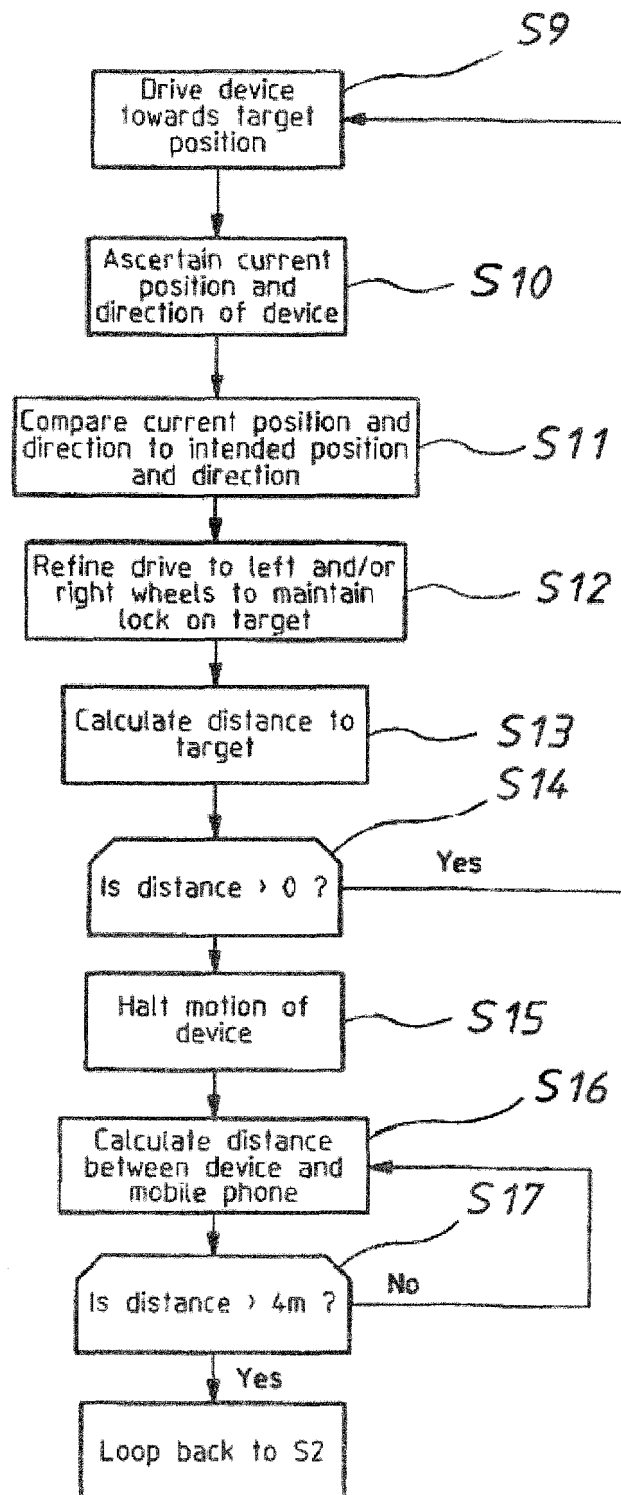 S9
Drive device
towards target
position
Ascertain current
position and
direction of device
S10
Compare current position and
direction to intended position
and direction
S11
Refine drive to left and/or
right wheels to maintain
lock on target
S12
Calculate distance to
target
S13
S14
Is distance > 0 ?
Yes
Halt motion of
device
S15
S16
Calculate distance
between device and
mobile phone
S17
Is distance > 4m ?
No
Yes
Loop back to S2